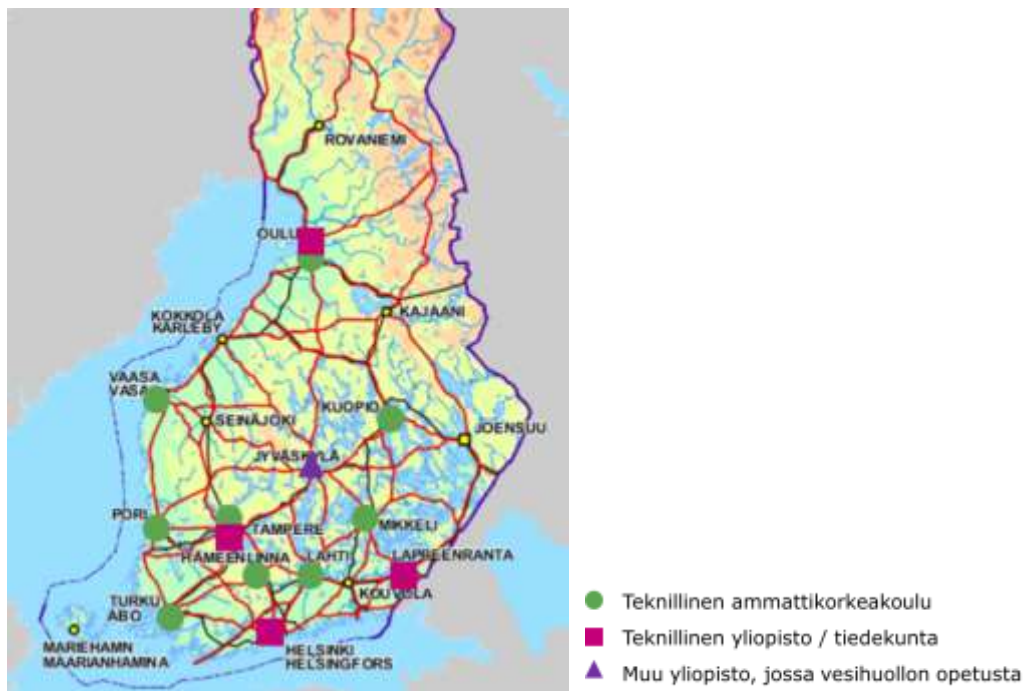 ROVANIEMI
OULU
KAJAANI
KOKKOLA
KARLEBY
VAASA
VASA
KUOPIO
SEINÄJOKI
JOENSUU
JYVÄSKYLÄ
PORI
TAMPERE
MIKKELI
HÄMEENLINNA
LAHTI
LAPPEENRANTA
KOUVOLA
TURKU
ÅBO
MARIEHAMN
MAARIANHAMINA
HELSINKI
HELSINGFORS
Teknillinen ammattikorkeakoulu
Teknillinen yliopisto / tiedekunta
Muu yliopisto, jossa vesihuollon opetusta